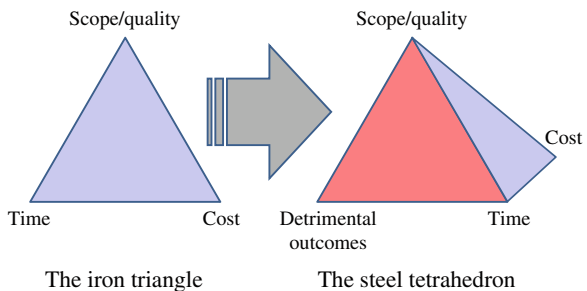 Scope/quality
Time
Cost
The iron triangle
Scope/quality
Cost
Detrimental
outcomes
Time
The steel tetrahedron